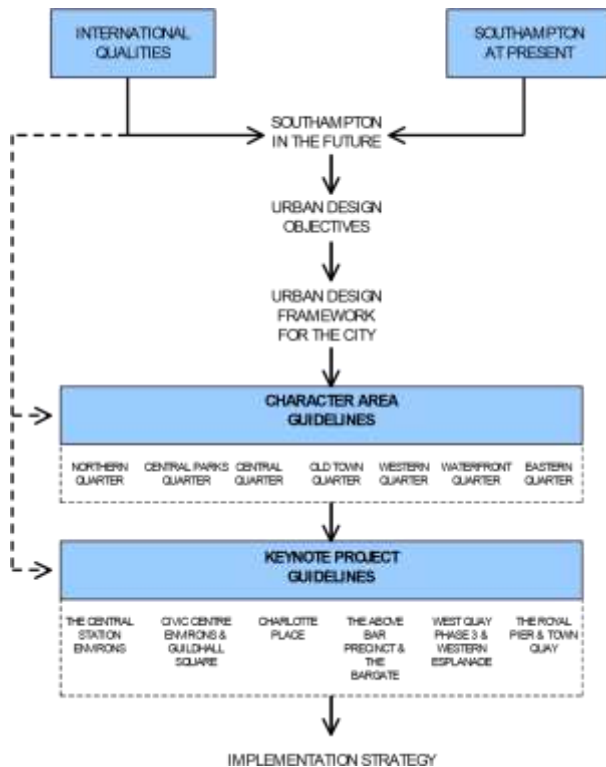 INTERNATIONAL
QUALITIES
SOUTHAMPTON
AT PRESENT
SOUTHAMPTON
IN THE FUTURE
URBAN DESIGN
OBJECTIVES
URBAN DESIGN
FRAMEWORK
FOR THE CITY
CHARACTER AREA
GUIDELINES
NORTHERN
QUARTER
CENTRAL PARKS
QUARTER
CENTRAL
QUARTER
OLD TOWN
QUARTER
WESTERN
QUARTER
WATERFRONT
QUARTER
EASTERN
QUARTER
KEYNOTE PROJECT
GUIDELINES
THE CENTRAL
STATION
ENVIRONS
CIVIC CENTRE
ENVIRONS &
GUILDHALL
SQUARE
CHARLOTTE
PLACE
THE ABOVE
BAR
PRECINCT &
THE
BARGATE
WEST QUAY
PHASE 3 &
WESTERN
ESPLANADE
THE ROYAL
PIER & TOWN
QUAY
IMPLEMENTATION STRATEGY